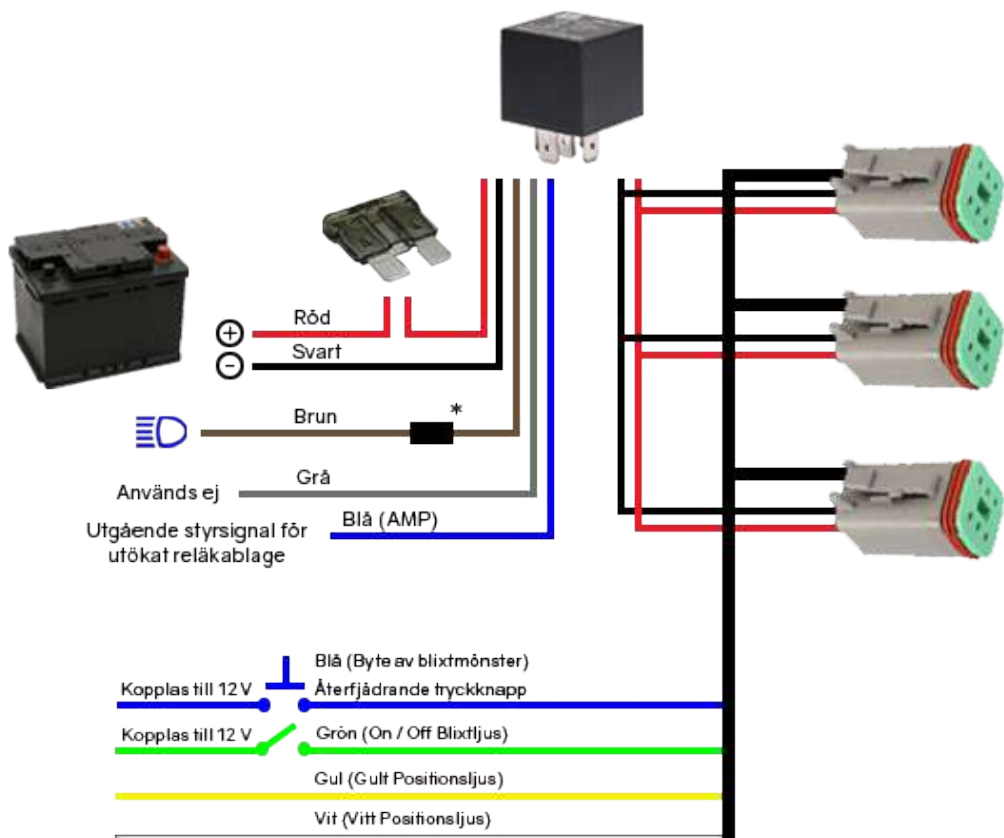 Röd
+
Svart
-
*
Brun
Grå
Används ej
Blå (AMP)
Utgående styrsignal för
utökat reläkablage
Blå (Byte av blixtmönster)
Kopplas till 12 V
Återfjädrande tryckknapp
Kopplas till 12 V
Grön (On / Off Blixtljus)
Gul (Gult Positionsljus)
Vit (Vitt Positionsljus)